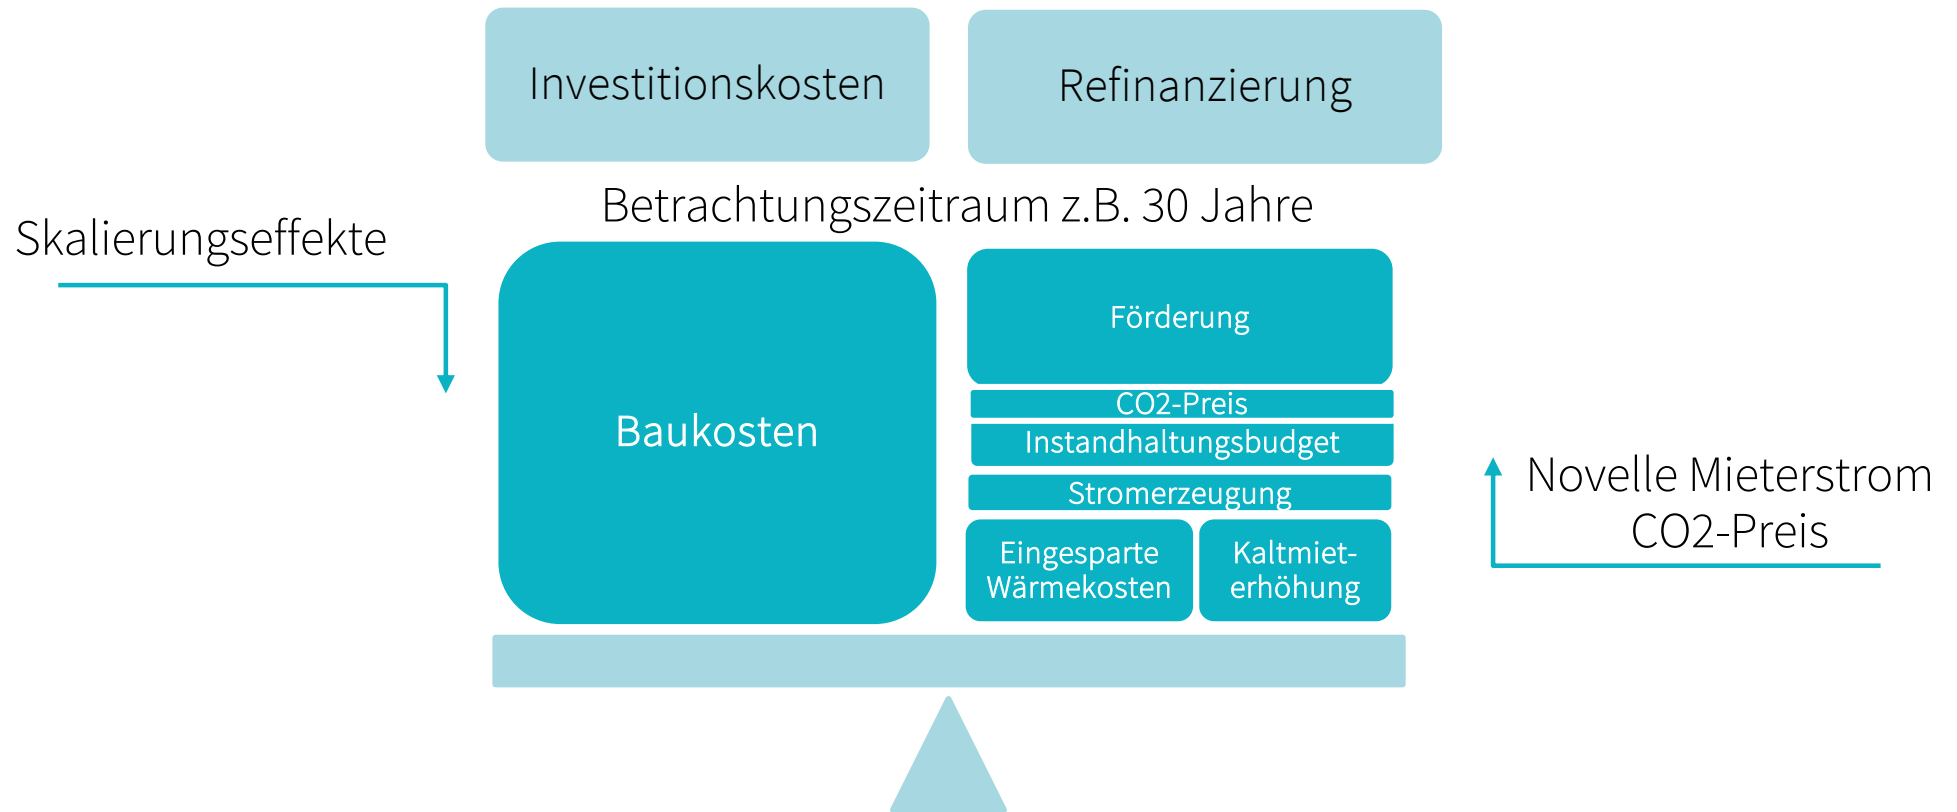 Investitionskosten
Refinanzierung
Betrachtungszeitraum z.B. 30 Jahre
Skalierungseffekte
Baukosten
Förderung
CO2-Preis
Instandhaltungsbudget
Stromerzeugung
Eingesparte
Wärmekosten
Kaltmiet-
erhöhung
Novelle Mieterstrom
CO2-Preis